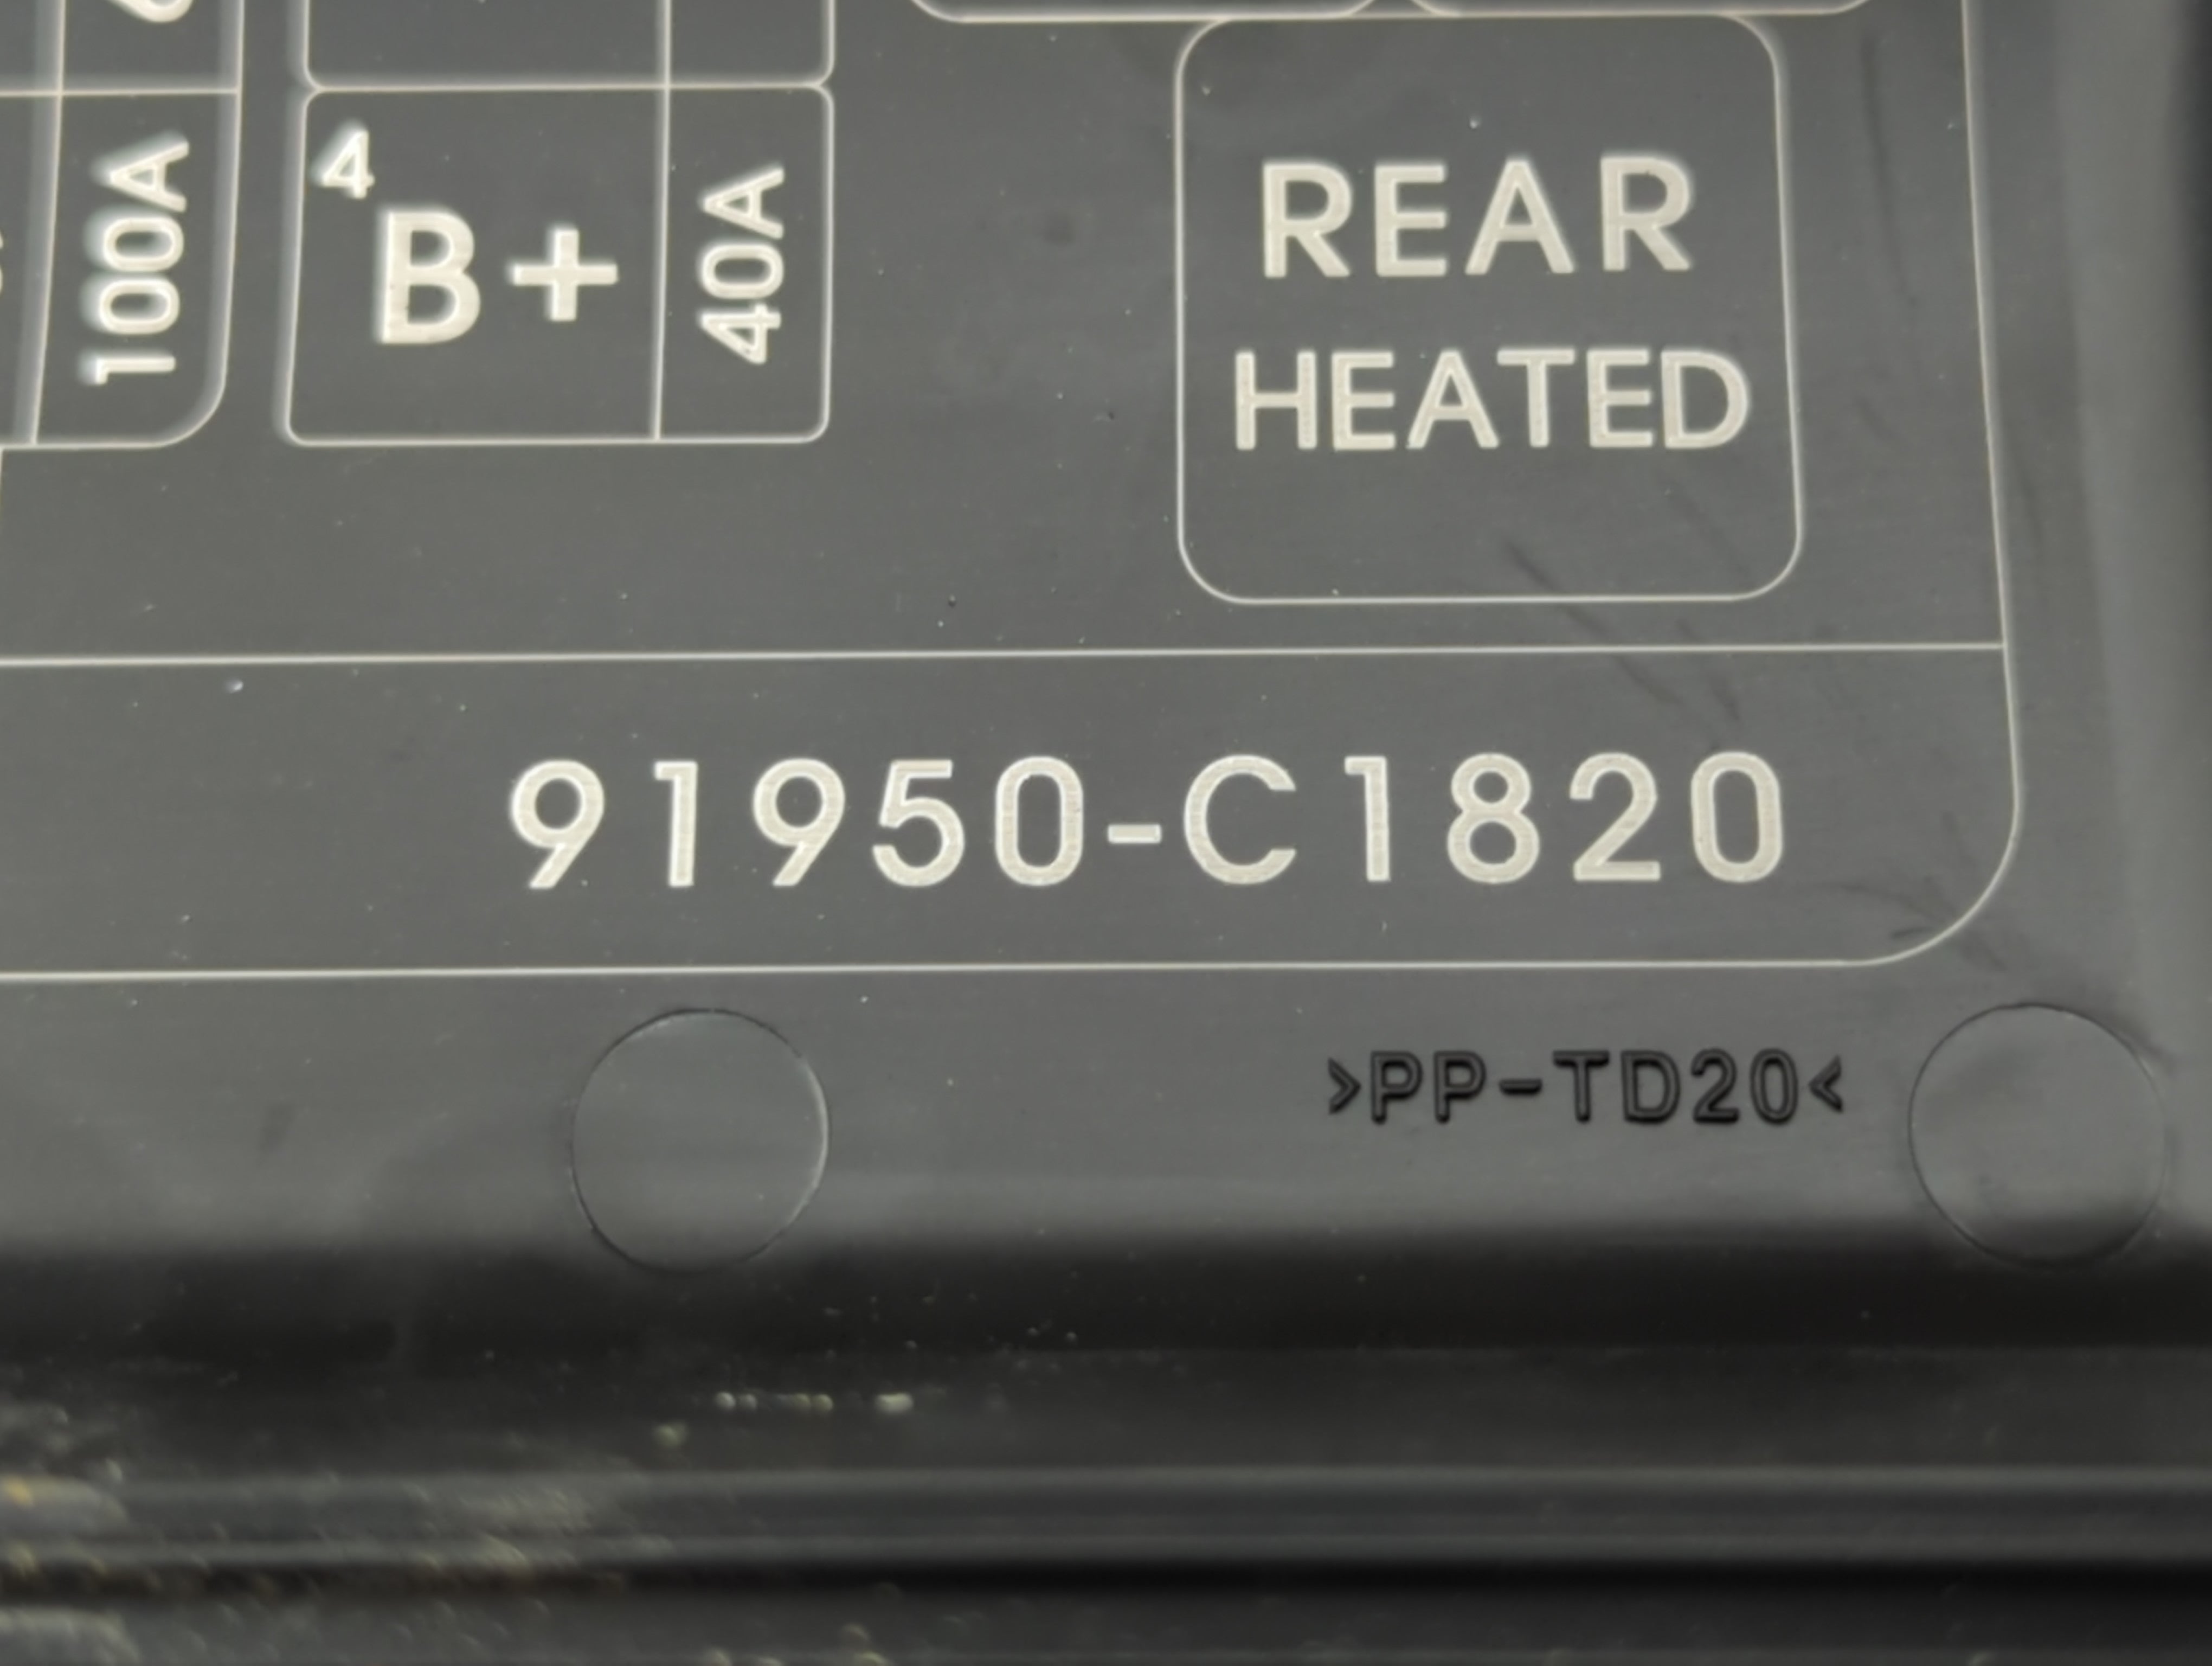 100A
4
B+
40A
REAR
HEATED
91950-C1820
>PP-TD20<